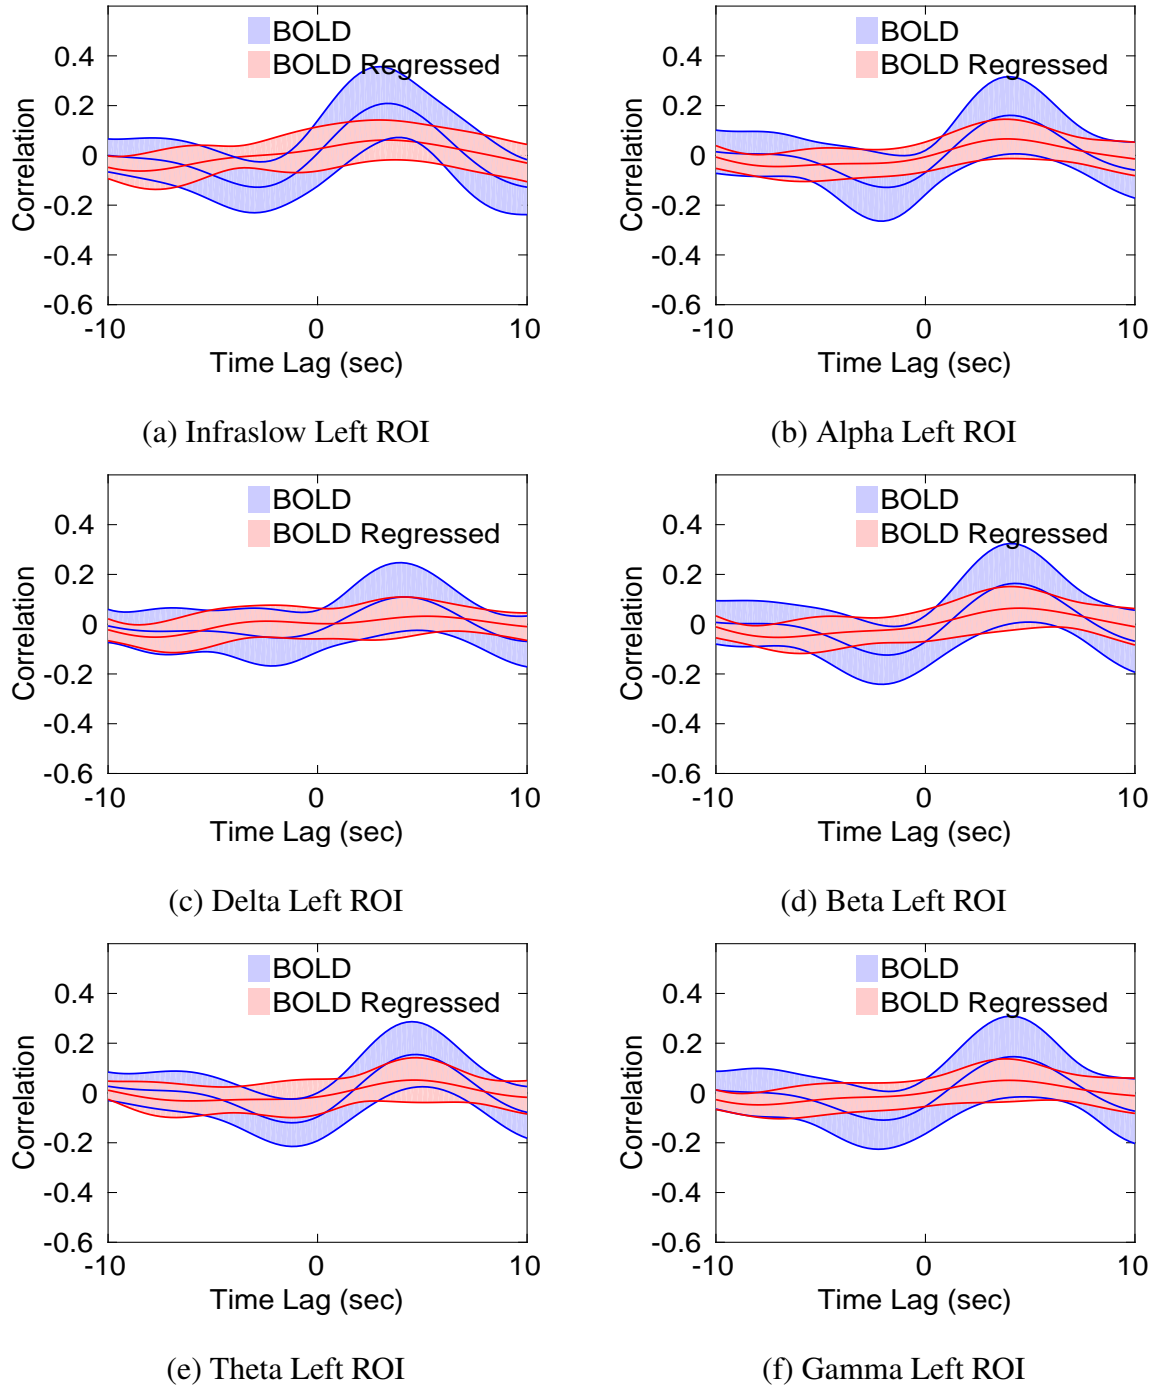 BOLD
BOLD Regressed
0.4
0.2
0
-0.2
-0.4
-0.6
Correlation
-10
0
10
Time Lag (sec)
(a) Infraslow Left ROI
BOLD
BOLD Regressed
0.4
0.2
0
-0.2
-0.4
-0.6
Correlation
-10
0
10
Time Lag (sec)
(b) Alpha Left ROI
BOLD
BOLD Regressed
0.4
0.2
0
-0.2
-0.4
-0.6
Correlation
-10
0
10
Time Lag (sec)
(c) Delta Left ROI
BOLD
BOLD Regressed
0.4
0.2
0
-0.2
-0.4
-0.6
Correlation
-10
0
10
Time Lag (sec)
(d) Beta Left ROI
BOLD
BOLD Regressed
0.4
0.2
0
-0.2
-0.4
-0.6
Correlation
-10
0
10
Time Lag (sec)
(e) Theta Left ROI
BOLD
BOLD Regressed
0.4
0.2
0
-0.2
-0.4
-0.6
Correlation
-10
0
10
Time Lag (sec)
(f) Gamma Left ROI